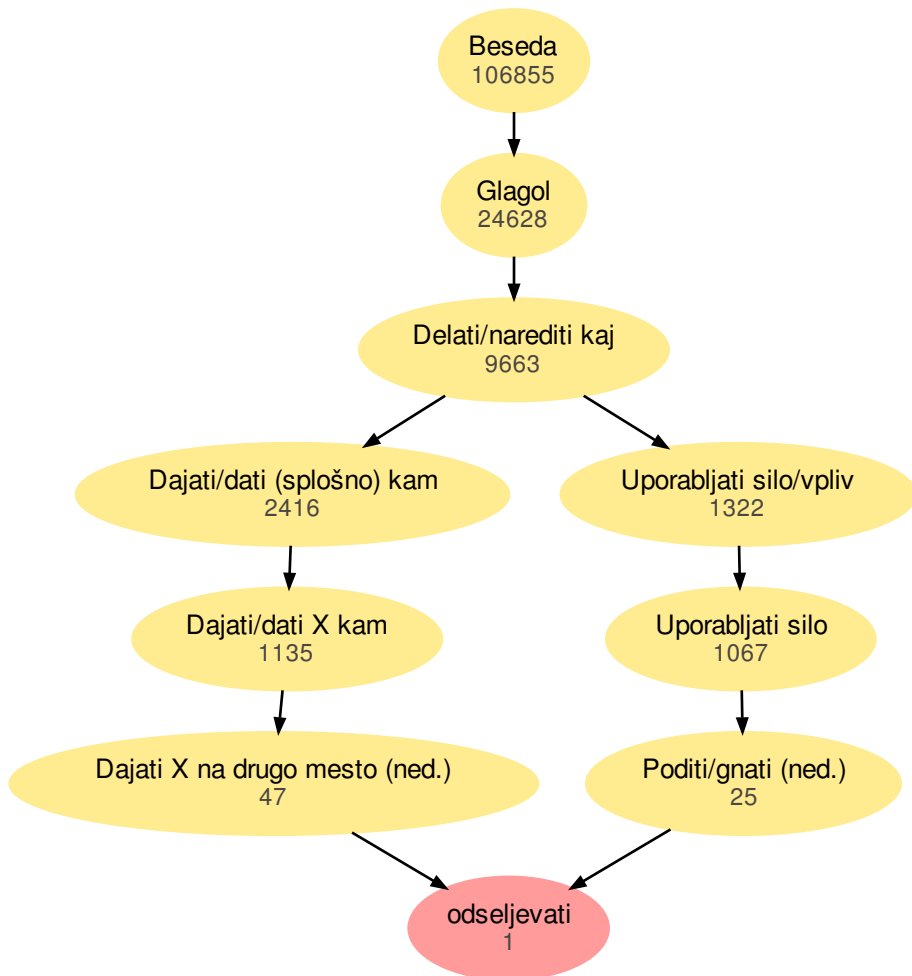 Beseda
106855
Glagol
24628
Delati/narediti kaj
9663
Dajati/dati (splošno) kam
2416
Uporabljati silo/vpliv
1322
Dajati/dati X kam
1135
Uporabljati silo
1067
Dajati X na drugo mesto (ned.)
47
Poditi/gnati (ned.)
25
odseljevati
1